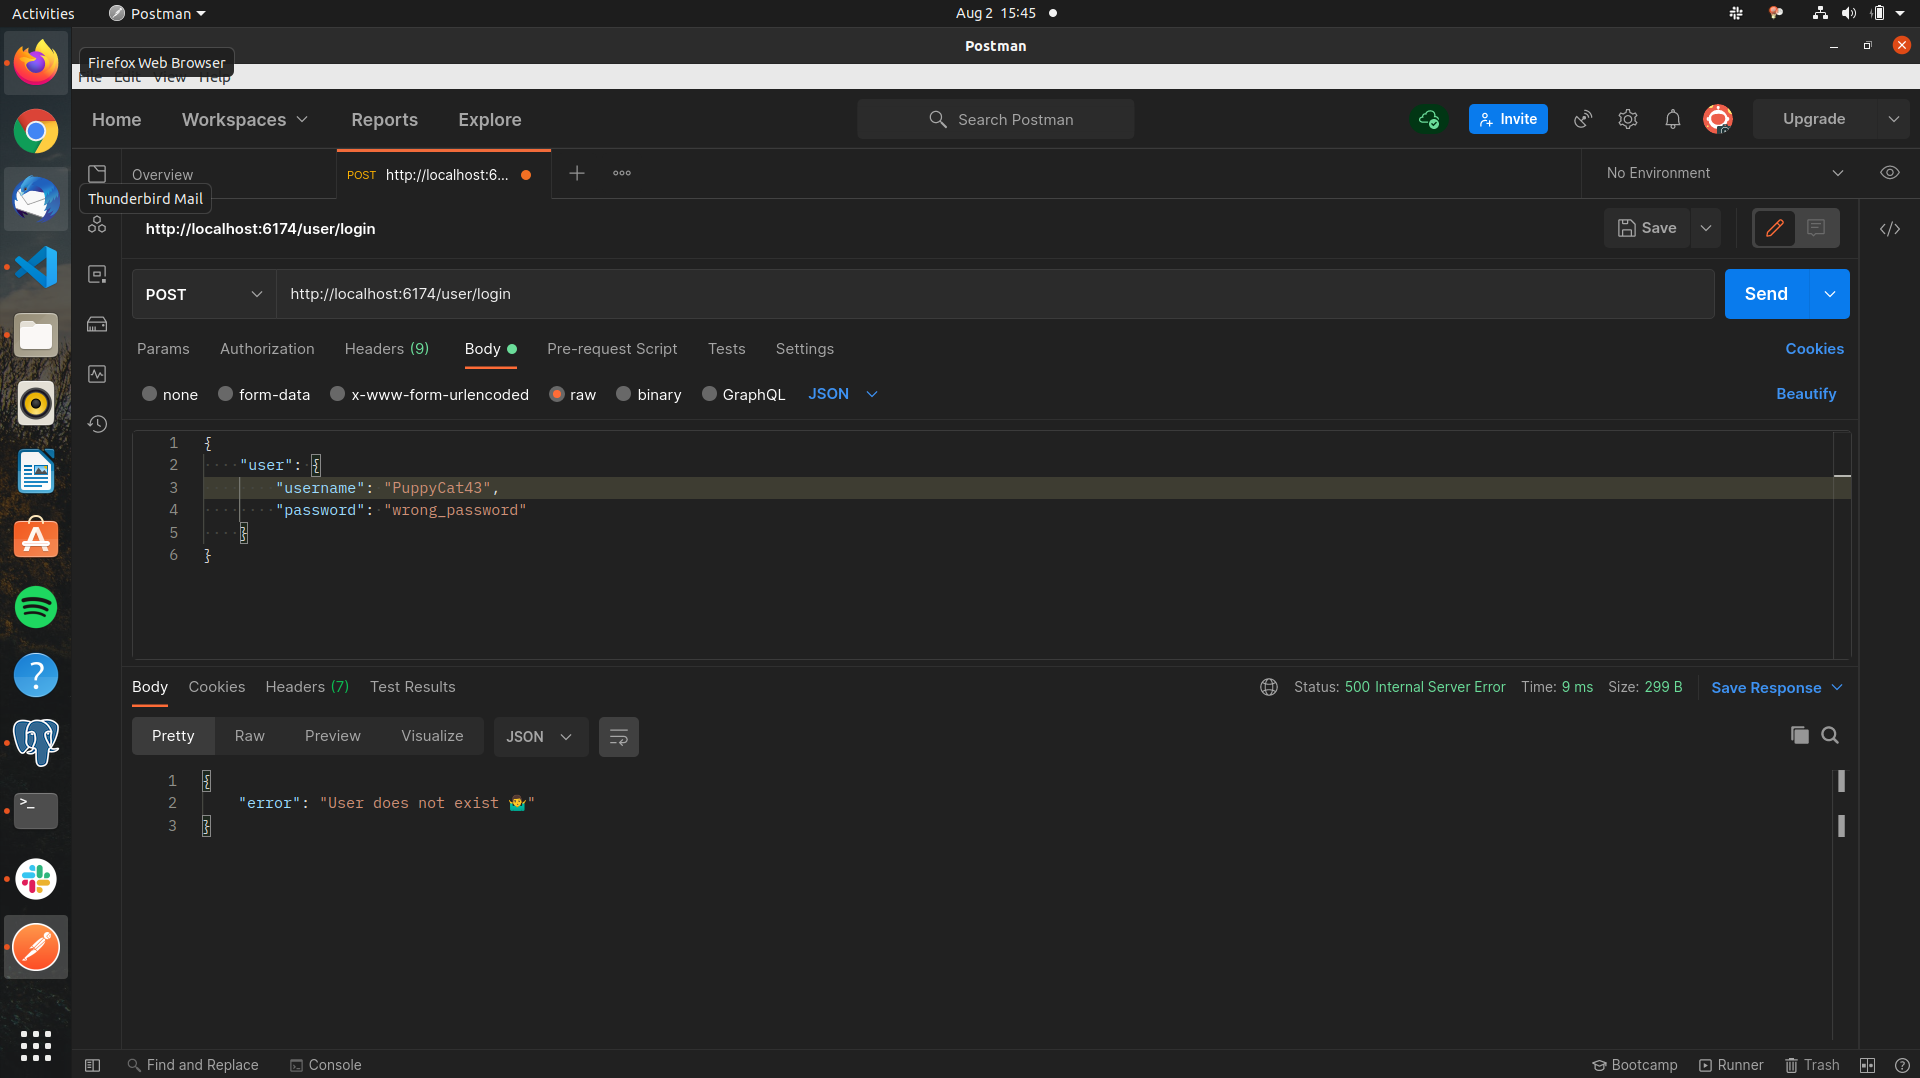 Activities
Postman
Aug 2 15:45
Postman
Firefox Web Browser
File Edit View Help
Home
Workspaces
Reports
Explore
Search Postman
Invite
Upgrade
Overview
POST http://localhost:6...
No Environment
Thunderbird Mail
http://localhost:6174/user/login
Save
POST
http://localhost:6174/user/login
Send
Params
Authorization
Headers (9)
Body
Pre-request Script
Tests
Settings
Cookies
none
form-data
x-www-form-urlencoded
raw
binary
GraphQL
JSON
Beautify
1 {
2 "user": {
3 "username": "PuppyCat43",
4 "password": "wrong_password"
5 }
6 }
Body
Cookies
Headers (7)
Test Results
Status: 500 Internal Server Error
Time: 9 ms
Size: 299 B
Save Response
Pretty
Raw
Preview
Visualize
JSON
1 {
2 "error": "User does not exist 🤷‍♂️"
3 }
Find and Replace
Console
Bootcamp
Runner
Trash